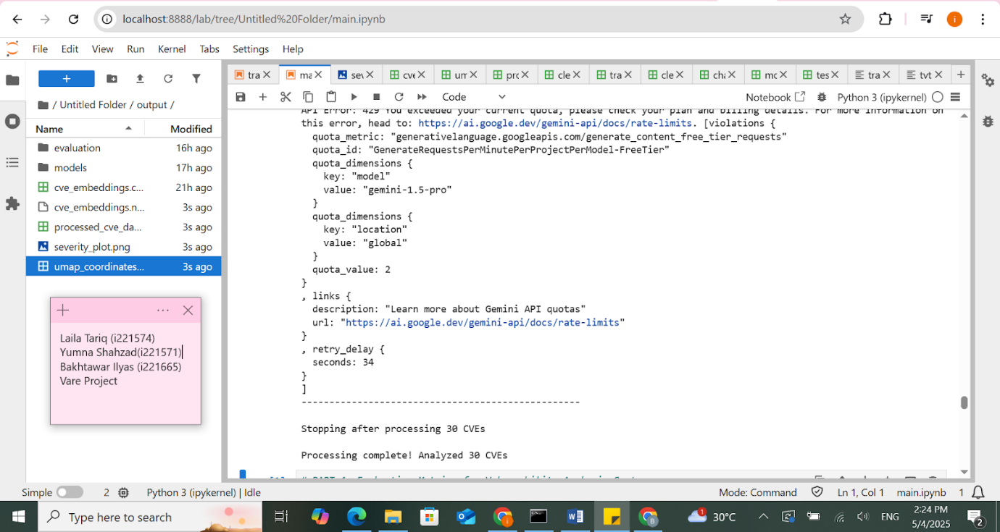 localhost:8888/lab/tree/Untitled%20Folder/main.ipynb
File Edit View Run Kernel Tabs Settings Help
tra maː sev cve um pro cle tra cle cha mo tes tra tvt
Code
Notebook Python 3 (ipykernel)
/ Untitled Folder / output /
Name Modified
evaluation 16h ago
models 17h ago
cve_embeddings.c... 21h ago
cve_embeddings.n... 3s ago
processed_cve_da... 3s ago
severity_plot.png 3s ago
umap_coordinates... 3s ago
Laila Tariq (i221574)
Yumna Shahzad(i221571)
Bakhtawar Ilyas (i221665)
Vare Project
API Error: 429 You exceeded your current quota, please check your plan and billing details. For more information on
this error, head to: https://ai.google.dev/gemini-api/docs/rate-limits. [violations {
quota_metric: "generativelanguage.googleapis.com/generate_content_free_tier_requests"
quota_id: "GenerateRequestsPerMinutePerProjectPerModel-FreeTier"
quota_dimensions {
key: "model"
value: "gemini-1.5-pro"
}
quota_dimensions {
key: "location"
value: "global"
}
quota_value: 2
}
, links {
description: "Learn more about Gemini API quotas"
url: "https://ai.google.dev/gemini-api/docs/rate-limits"
}
, retry_delay {
seconds: 34
}
]
--------------------------------------------------
Stopping after processing 30 CVEs
Processing complete! Analyzed 30 CVEs
Simple 2 Python 3 (ipykernel) | Idle Mode: Command Ln 1, Col 1 main.ipynb 1
Type here to search
30°C
ENG
2:24 PM
5/4/2025
2